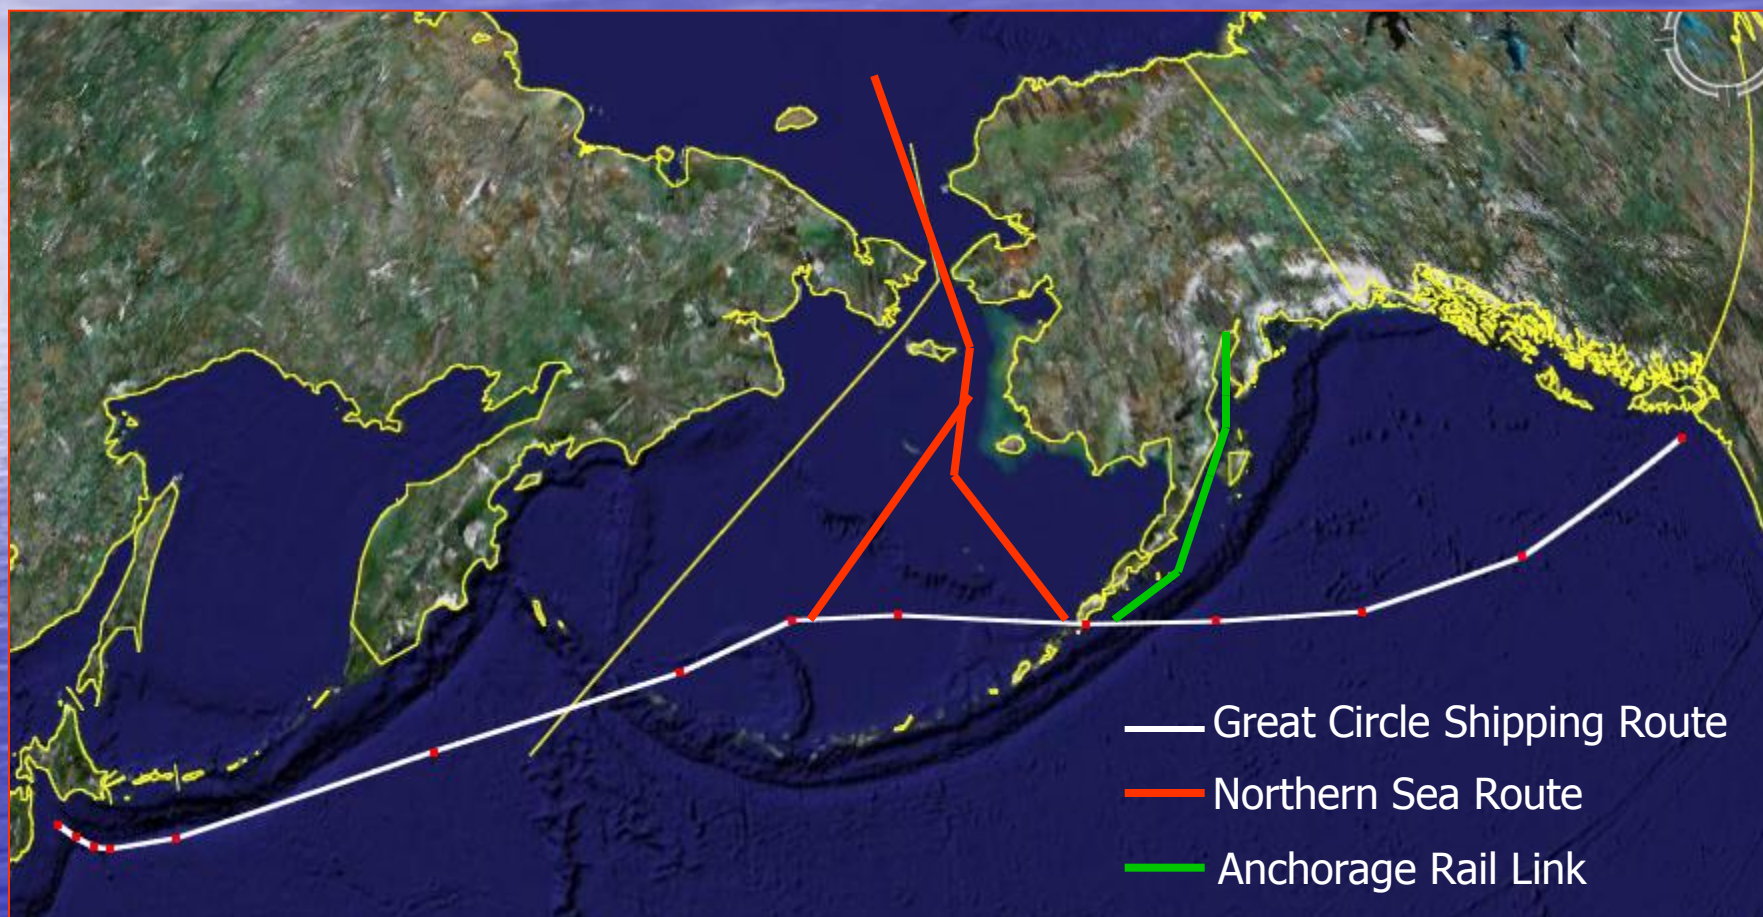 Great Circle Shipping Route
Northern Sea Route
Anchorage Rail Link